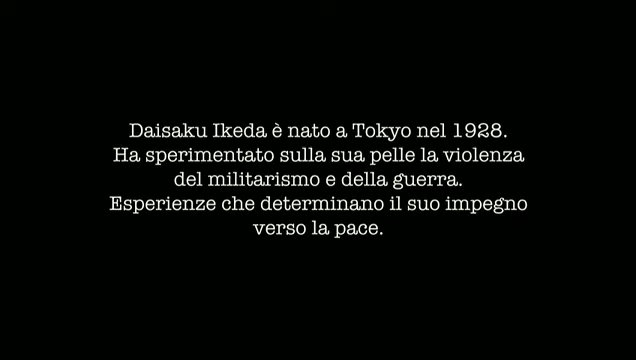 Daisaku Ikeda è nato a Tokyo nel 1928.
Ha sperimentato sulla sua pelle la violenza
del militarismo e della guerra.
Esperienze che determinano il suo impegno
verso la pace.